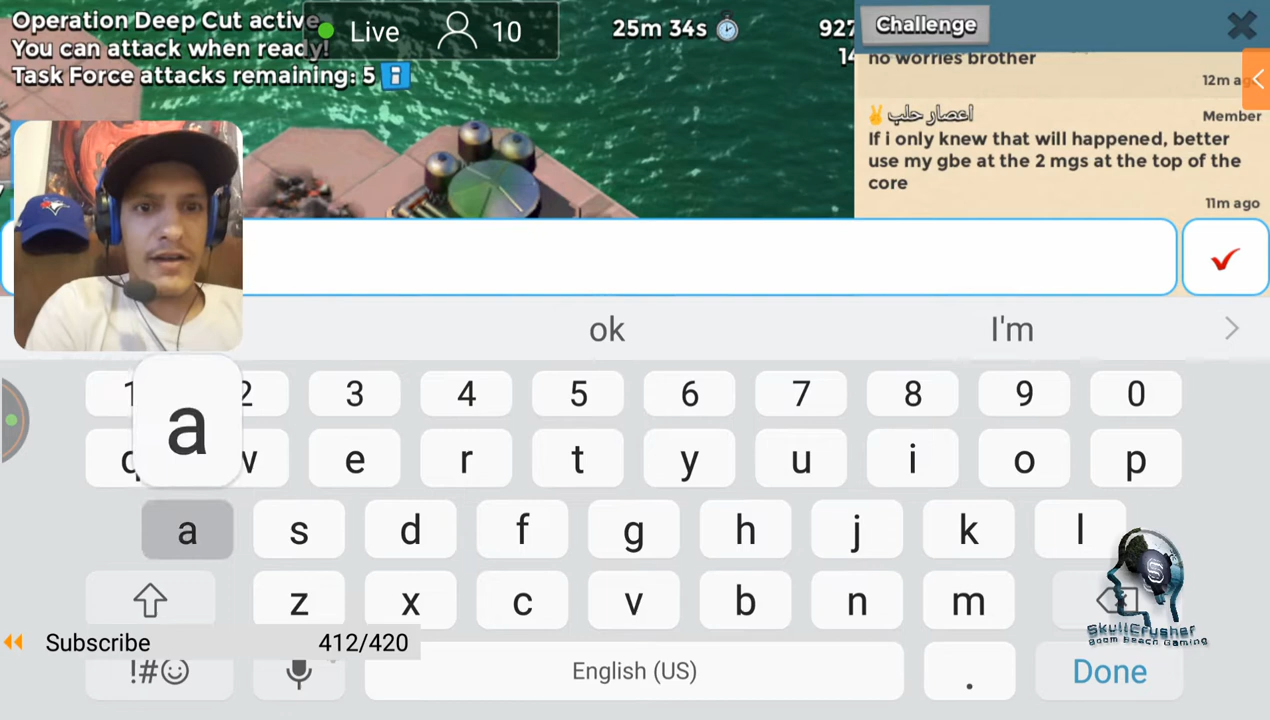 Operation Deep Cut active
You can attack when ready!
Task Force attacks remaining: 5
Live 10
25m 34s
927
14
Challenge
no worries brother
12m ag
اعصار حلب✌
Member
If i only knew that will happened, better
use my gbe at the 2 mgs at the top of the
core
11m ago
ok I'm
1 2 3 4 5 6 7 8 9 0
a
q w e r t y u i o p
a s d f g h j k l
z x c v b n m
Subscribe 412/420
!#☺ English (US) . Done
SkullCrusher
Boom Beach Gaming